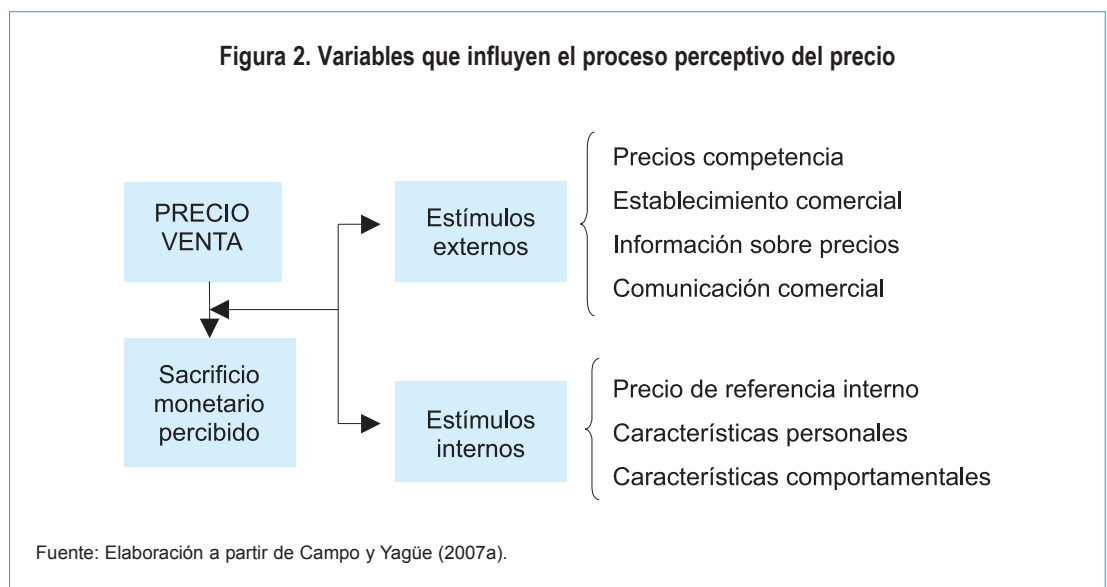 Figura 2. Variables que influyen el proceso perceptivo del precio
PRECIO
VENTA
Sacrificio
monetario
percibido
Estímulos
externos
Precios competencia
Establecimiento comercial
Información sobre precios
Comunicación comercial
Estímulos
internos
Precio de referencia interno
Características personales
Características comportamentales
Fuente: Elaboración a partir de Campo y Yagüe (2007a).